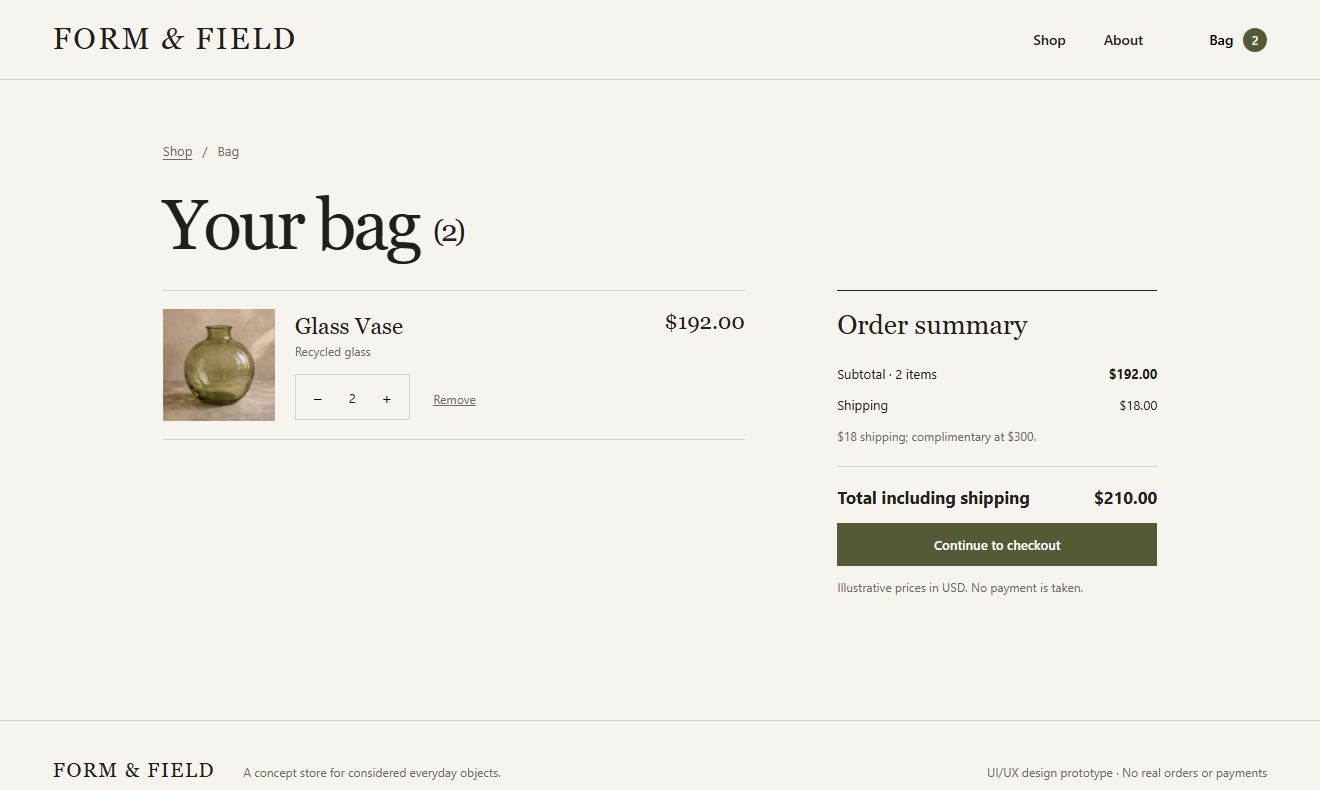 FORM & FIELD
Shop About Bag 2
Shop / Bag
Your bag (2)
Glass Vase $192.00
Recycled glass
− 2 + Remove
Order summary
Subtotal · 2 items $192.00
Shipping $18.00
$18 shipping; complimentary at $300.
Total including shipping $210.00
Continue to checkout
Illustrative prices in USD. No payment is taken.
FORM & FIELD A concept store for considered everyday objects. UI/UX design prototype · No real orders or payments